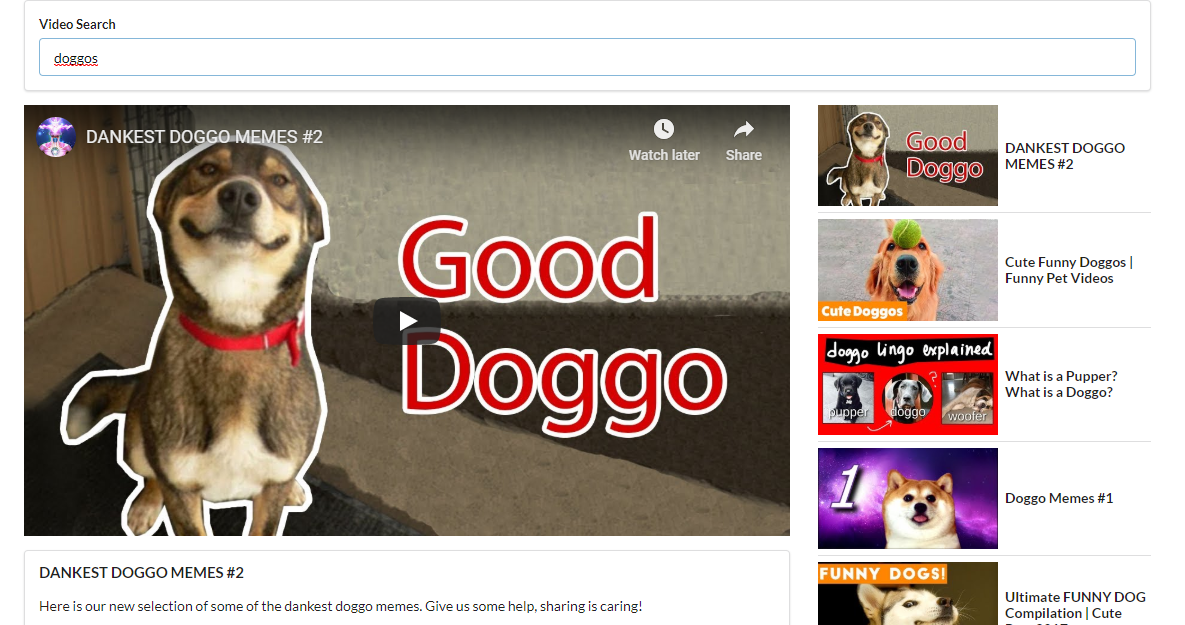 Video Search
doggos
DANKEST DOGGO MEMES #2
Watch later
Share
Good
Doggo
DANKEST DOGGO MEMES #2
Here is our new selection of some of the dankest doggo memes. Give us some help, sharing is caring!
Good
Doggo
DANKEST DOGGO
MEMES #2
Cute Doggos
Cute Funny Doggos |
Funny Pet Videos
doggo lingo explained
?
pupper
doggo
woofer
What is a Pupper?
What is a Doggo?
1
Doggo Memes #1
FUNNY DOGS!
Ultimate FUNNY DOG
Compilation | Cute